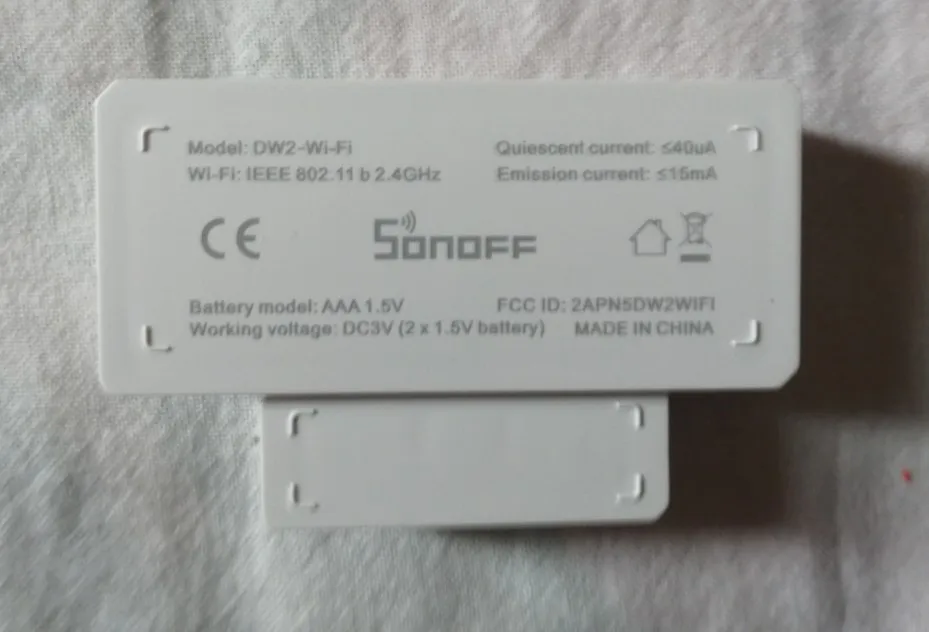 Model: DW2-Wi-Fi
Quiescent current: ≤40uA
Wi-Fi: IEEE 802.11 b 2.4GHz
Emission current: ≤15mA
CE
SONOFF
Battery model: AAA 1.5V
FCC ID: 2APN5DW2WIFI
Working voltage: DC3V (2 x 1.5V battery)
MADE IN CHINA